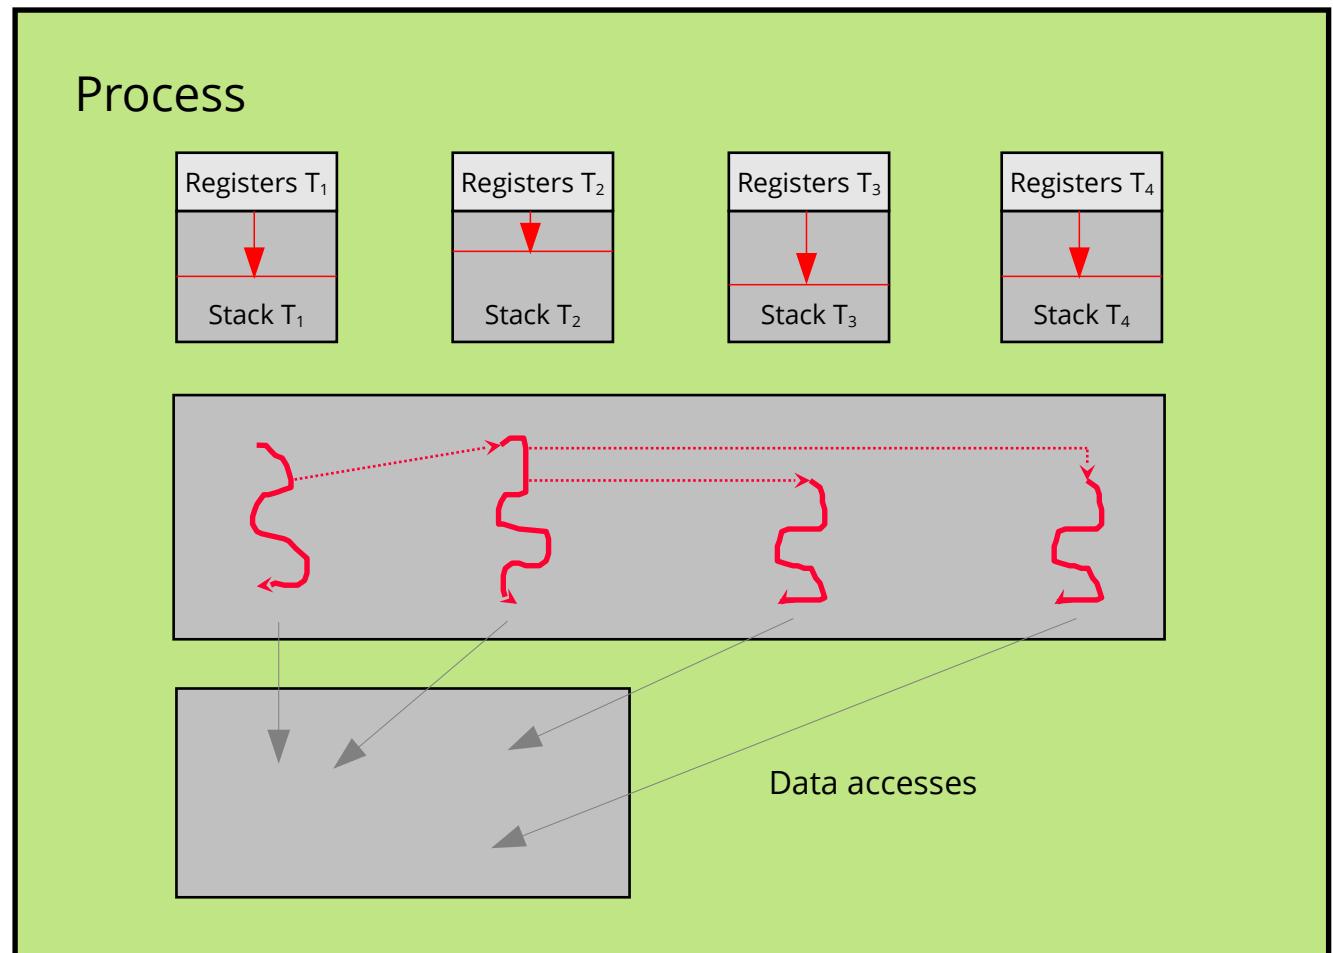 Process
Registers T₁
Registers T₂
Registers T₃
Registers T₄
Stack T₁
Stack T₂
Stack T₃
Stack T₄
Data accesses